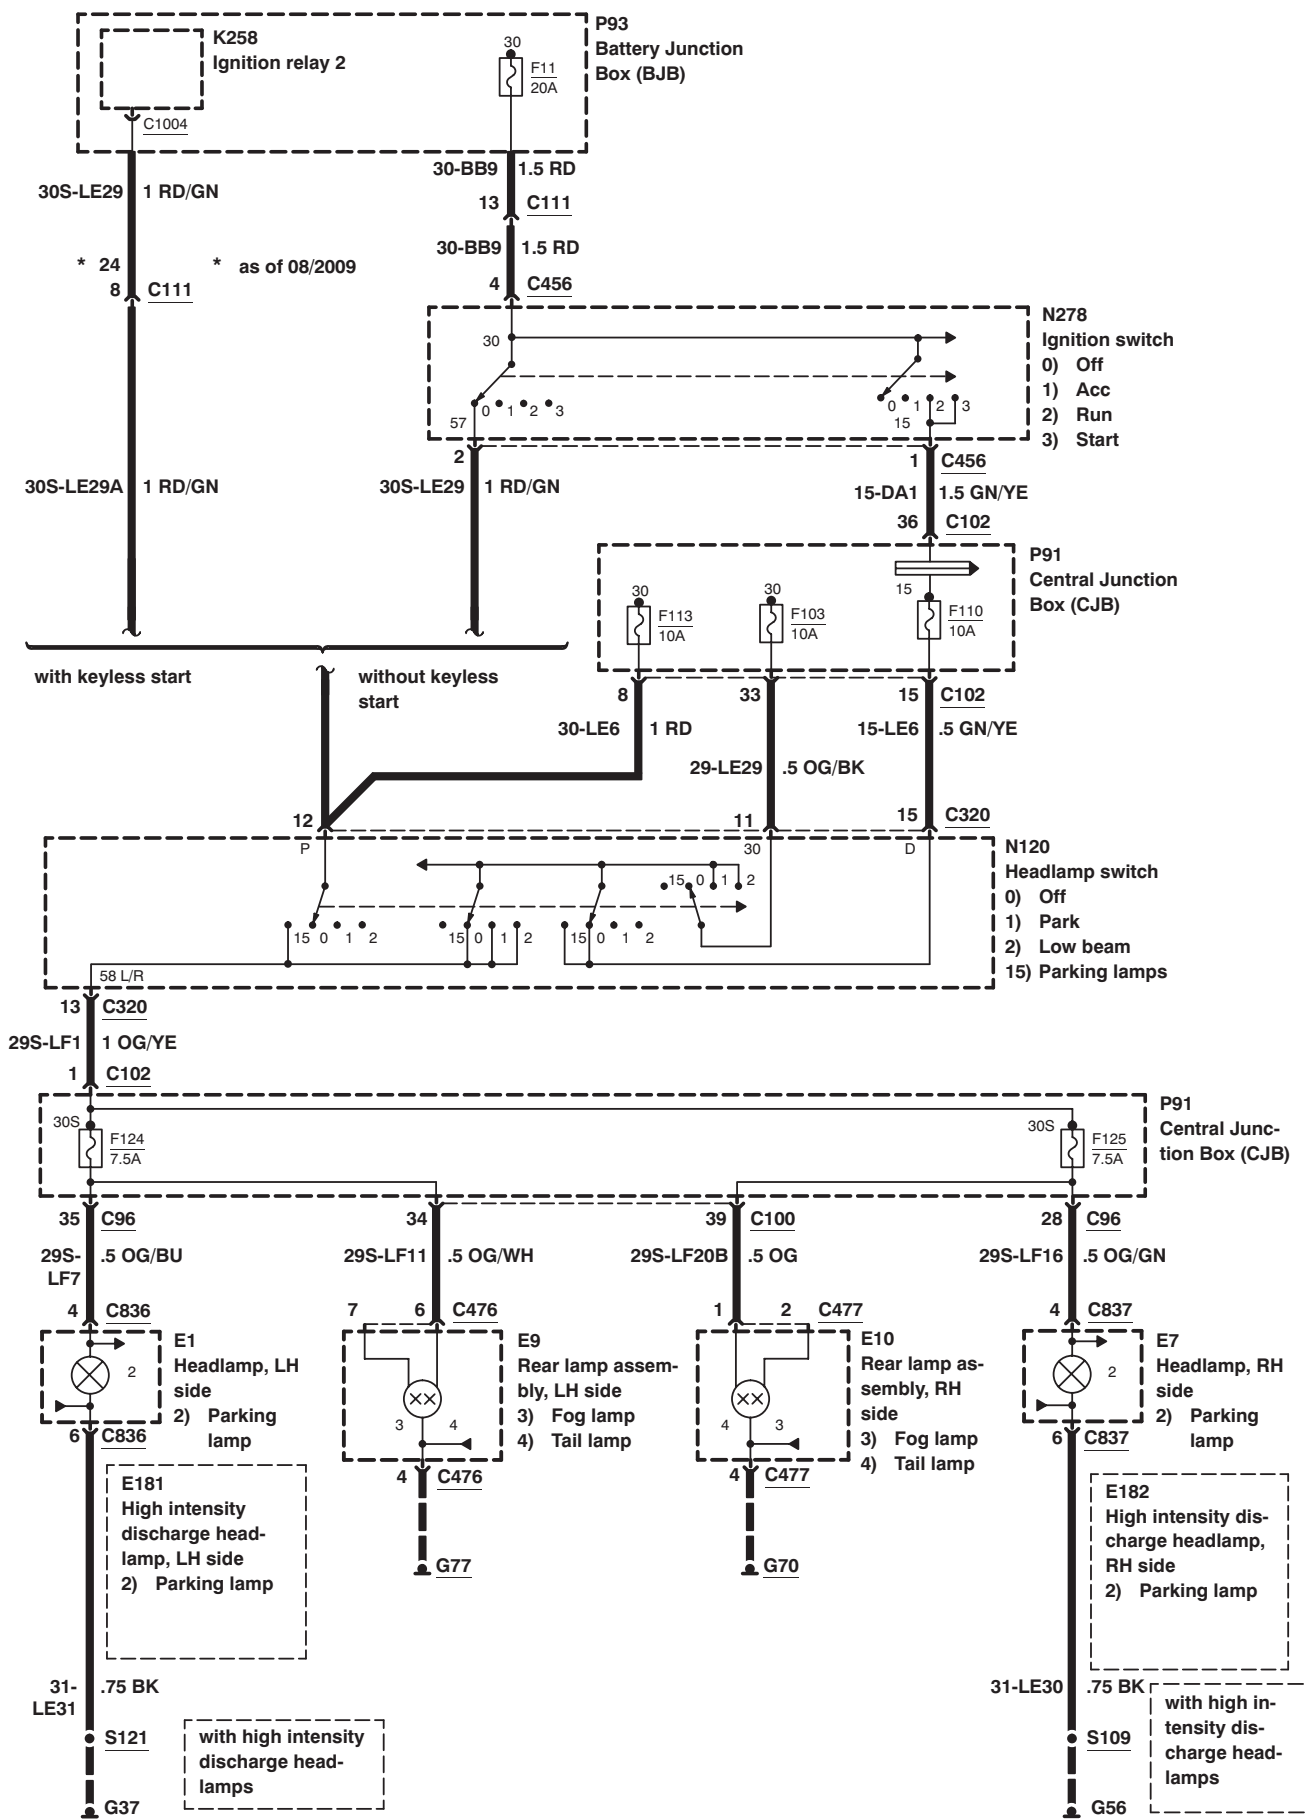 P93
Battery Junction
Box (BJB)
K258
Ignition relay 2
30
F11
20A
C1004
30-BB9 1.5 RD
30S-LE29 1 RD/GN
13 C111
30-BB9 1.5 RD
* 24 * as of 08/2009
8 C111
4 C456
N278
Ignition switch
0) Off
1) Acc
2) Run
3) Start
30
0 1 2 3
57
0 1 2 3
15
2
1 C456
30S-LE29A 1 RD/GN
30S-LE29 1 RD/GN
15-DA1 1.5 GN/YE
36 C102
P91
Central Junction
Box (CJB)
30
F113
10A
30
F103
10A
15
F110
10A
with keyless start
without keyless
start
8 33 15 C102
30-LE6 1 RD
15-LE6 .5 GN/YE
29-LE29 .5 OG/BK
12 11 15 C320
P 30 D
N120
Headlamp switch
0) Off
1) Park
2) Low beam
15) Parking lamps
15 0 1 2
15 0 1 2
15 0 1 2
15 0 1 2
58 L/R
13 C320
29S-LF1 1 OG/YE
1 C102
P91
Central Junc-
tion Box (CJB)
30S
F124
7.5A
30S
F125
7.5A
35 C96
34
39 C100
28 C96
29S-
LF7
.5 OG/BU
29S-LF11 .5 OG/WH
29S-LF20B .5 OG
29S-LF16 .5 OG/GN
4 C836
7 6 C476
1 2 C477
4 C837
E1
Headlamp, LH
side
2) Parking
lamp
2
E9
Rear lamp assem-
bly, LH side
3) Fog lamp
4) Tail lamp
3 4
E10
Rear lamp as-
sembly, RH
side
3) Fog lamp
4) Tail lamp
4 3
E7
Headlamp, RH
side
2) Parking
lamp
2
6 C836
4 C476
4 C477
6 C837
E181
High intensity
discharge head-
lamp, LH side
2) Parking lamp
G77
G70
E182
High intensity dis-
charge headlamp,
RH side
2) Parking lamp
31-
LE31
.75 BK
31-LE30 .75 BK
S121
with high intensity
discharge head-
lamps
S109
with high in-
tensity dis-
charge head-
lamps
G37
G56